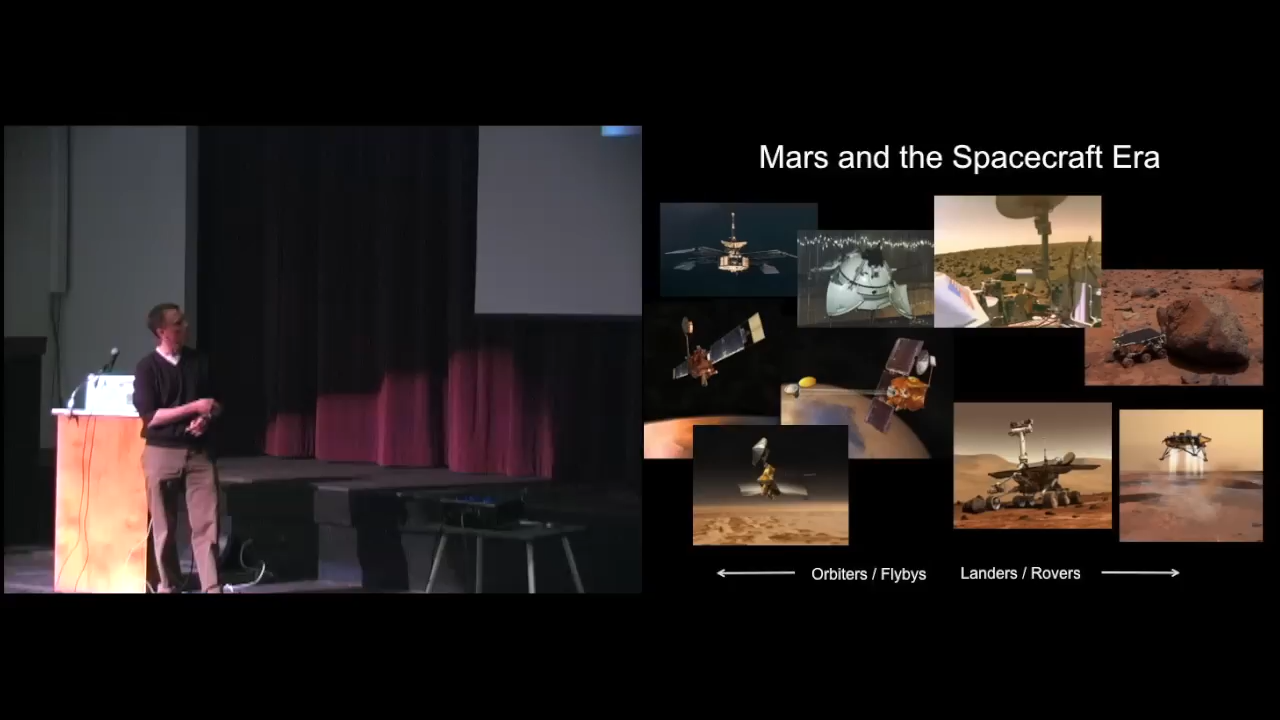 Mars and the Spacecraft Era
Orbiters / Flybys
Landers / Rovers